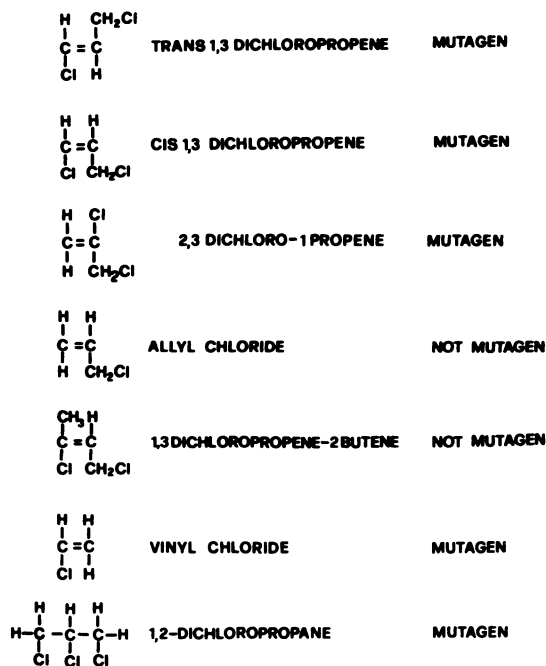 H CH₂Cl
C = C
Cl H
TRANS 1,3 DICHLOROPROPENE MUTAGEN
H H
C = C
Cl CH₂Cl
CIS 1,3 DICHLOROPROPENE MUTAGEN
H Cl
C = C
H CH₂Cl
2,3 DICHLORO-1 PROPENE MUTAGEN
H H
C = C
H CH₂Cl
ALLYL CHLORIDE NOT MUTAGEN
CH₃ H
C = C
Cl CH₂Cl
1,3 DICHLOROPROPENE-2 BUTENE NOT MUTAGEN
H H
C = C
Cl H
VINYL CHLORIDE MUTAGEN
H H H
H-C-C-C-H
Cl Cl Cl
1,2-DICHLOROPROPANE MUTAGEN